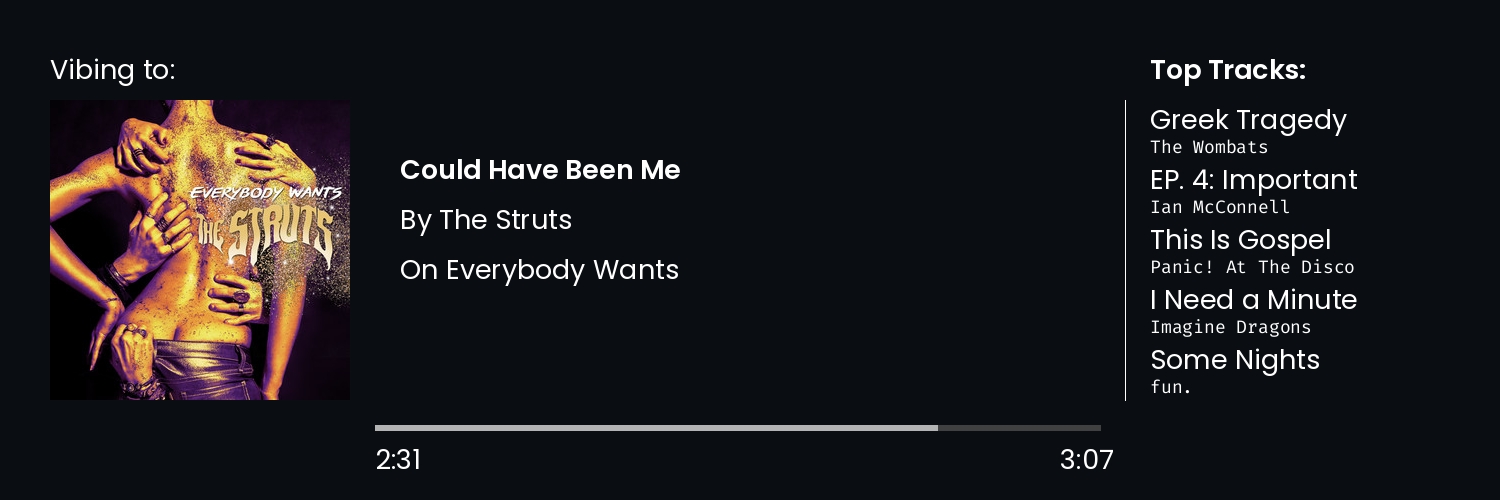 Vibing to:
EVERYBODY WANTS
THE STRUTS
Could Have Been Me
By The Struts
On Everybody Wants
2:31
3:07
Top Tracks:
Greek Tragedy
The Wombats
EP. 4: Important
Ian McConnell
This Is Gospel
Panic! At The Disco
I Need a Minute
Imagine Dragons
Some Nights
fun.